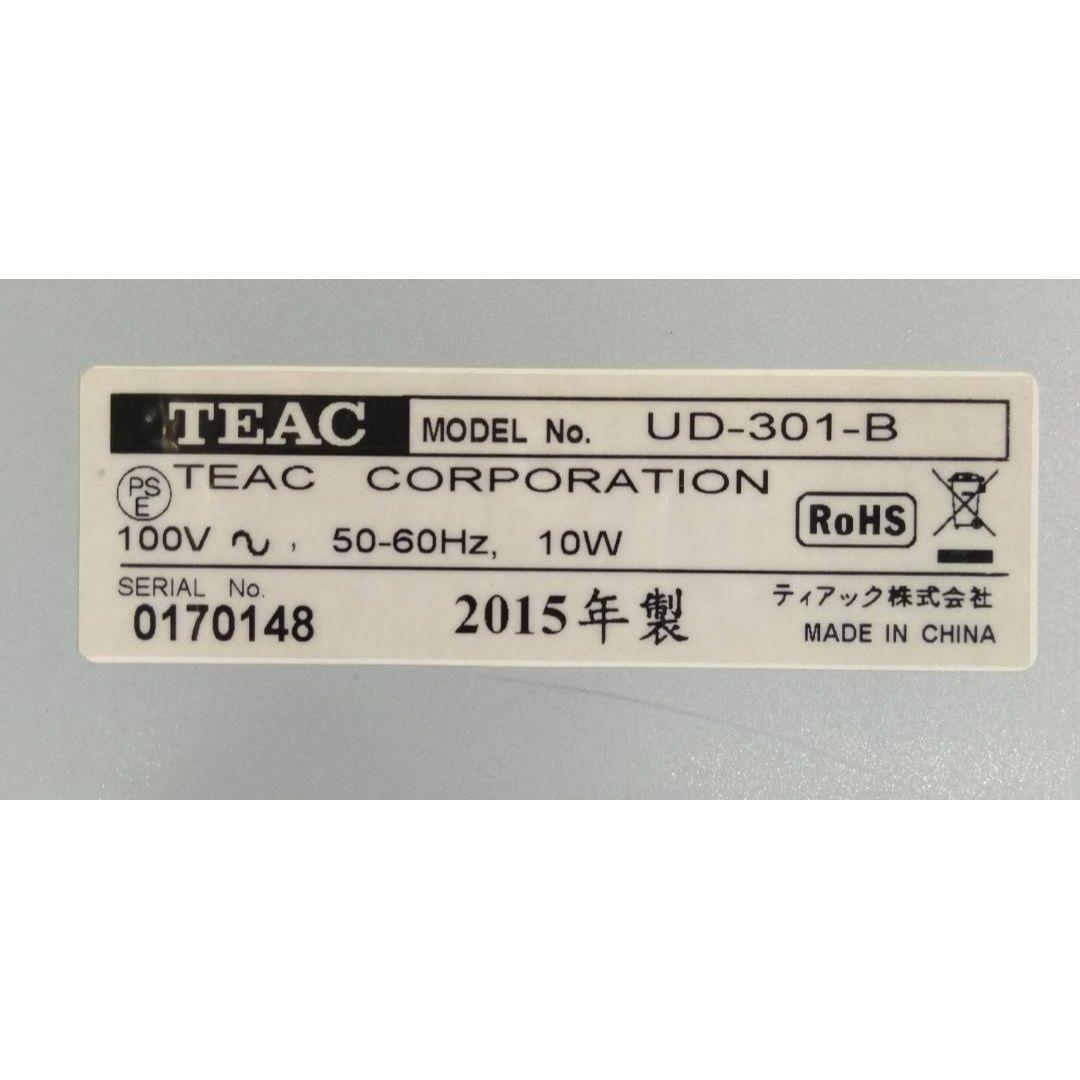 TEAC MODEL No. UD-301-B
PSE TEAC CORPORATION
100V ~, 50-60Hz, 10W
RoHS
SERIAL No.
0170148
2015年製
ティアック株式会社
MADE IN CHINA